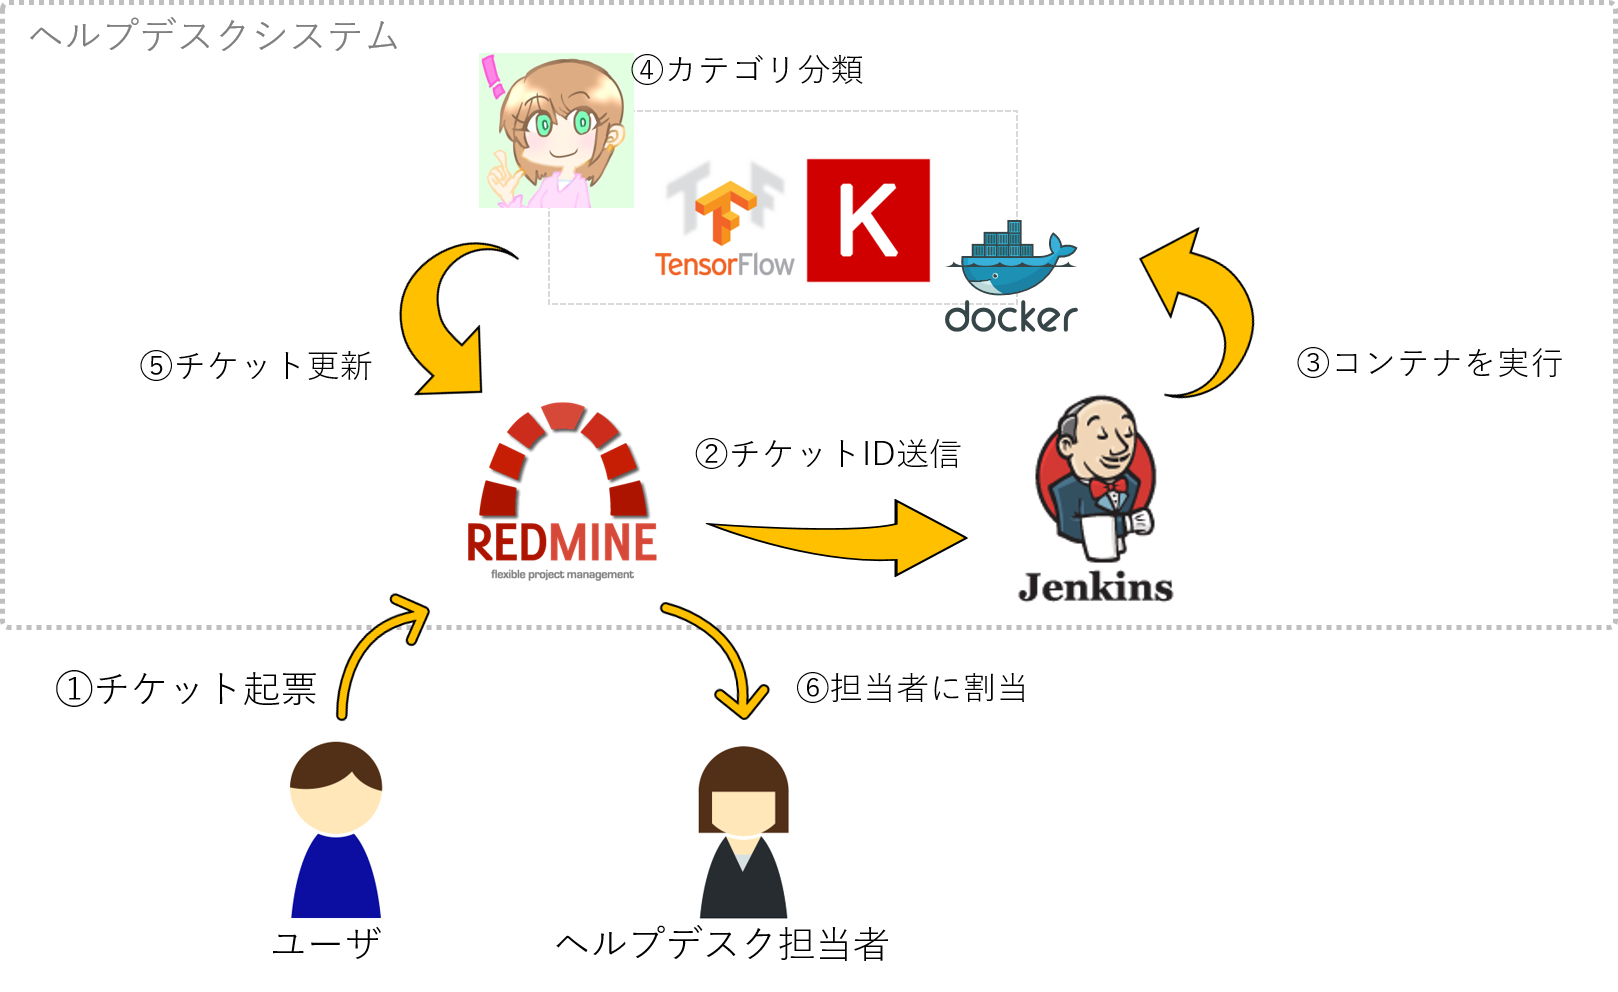 ヘルプデスクシステム
④カテゴリ分類
TensorFlow
K
docker
⑤チケット更新
③コンテナを実行
②チケットID送信
REDMINE
flexible project management
Jenkins
①チケット起票
⑥担当者に割当
ユーザ
ヘルプデスク担当者